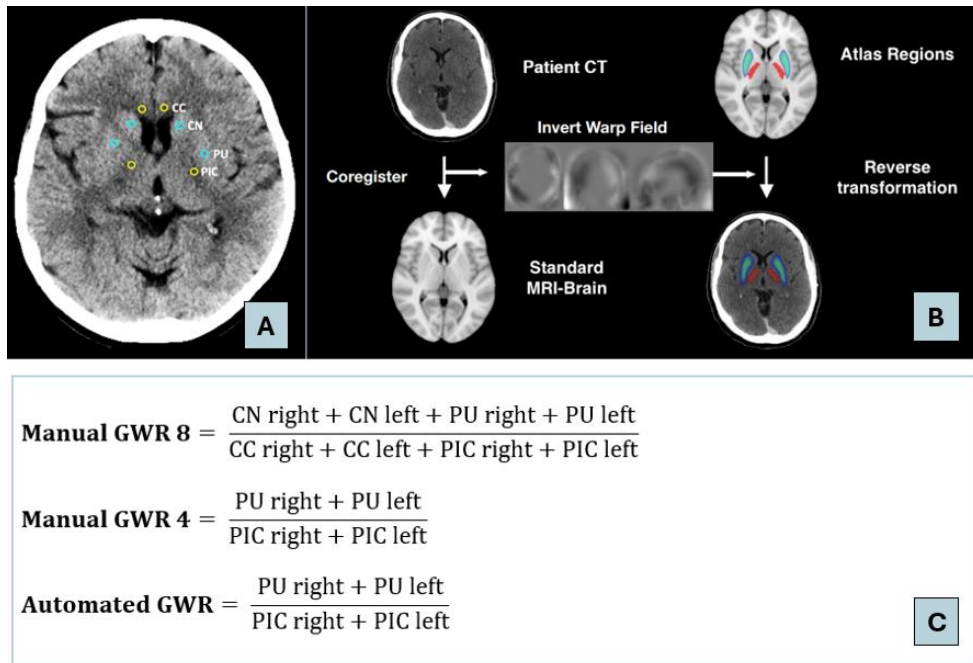 CC
CN
PU
PIC
A
Patient CT
Atlas Regions
Invert Warp Field
Coregister
Reverse
transformation
Standard
MRI-Brain
B
Manual GWR 8 = (CN right + CN left + PU right + PU left) / (CC right + CC left + PIC right + PIC left)
Manual GWR 4 = (PU right + PU left) / (PIC right + PIC left)
Automated GWR = (PU right + PU left) / (PIC right + PIC left)
C